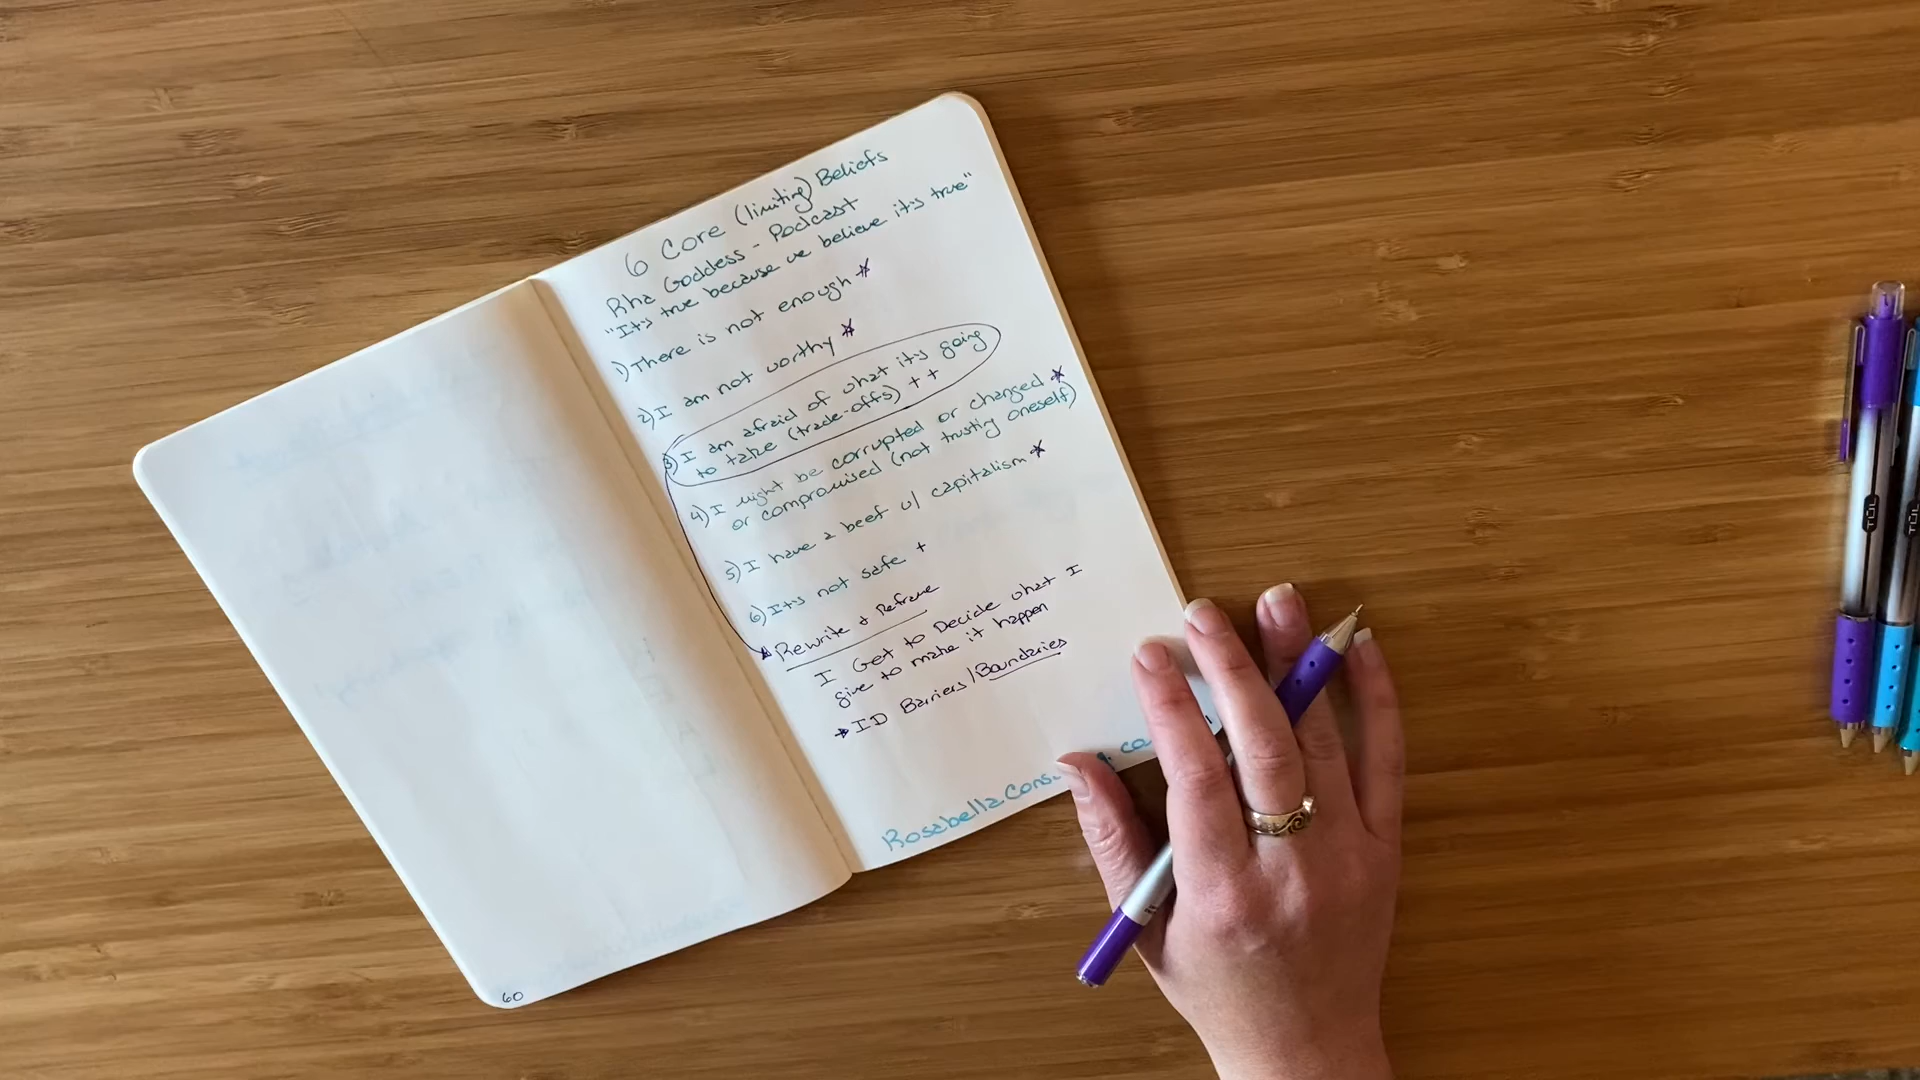 6 Core (limiting) Beliefs
Rha Goddess - Podcast
"It's true because we believe it's true"
1) There is not enough *
2) I am not worthy *
3) I am afraid of what it's going
to take (trade-offs) + +
4) I might be corrupted or changed *
or compromised (not trusting oneself)
5) I have a beef w/ capitalism *
6) It's not safe +
* Rewrite & Reframe
I Get to Decide what I
give to make it happen
→ ID Barriers/Boundaries
Rosabella Cons
60
TUL
TUL